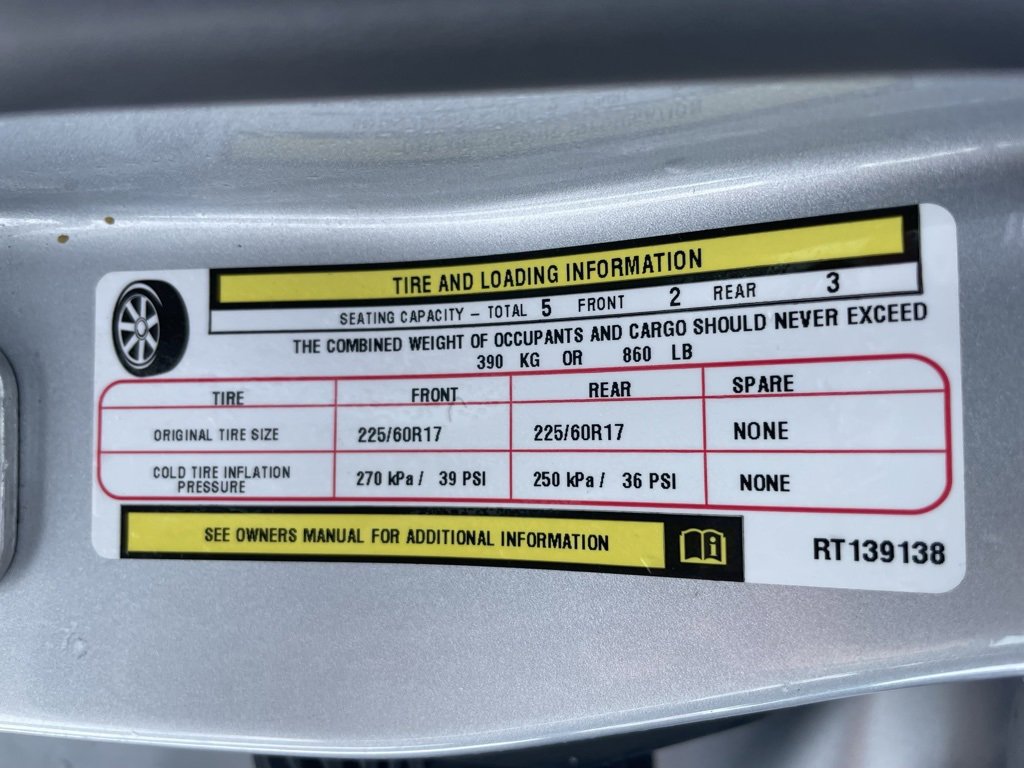 TIRE AND LOADING INFORMATION
SEATING CAPACITY – TOTAL 5 FRONT 2 REAR 3
THE COMBINED WEIGHT OF OCCUPANTS AND CARGO SHOULD NEVER EXCEED
390 KG OR 860 LB
TIRE FRONT REAR SPARE
ORIGINAL TIRE SIZE 225/60R17 225/60R17 NONE
COLD TIRE INFLATION PRESSURE 270 kPa / 39 PSI 250 kPa / 36 PSI NONE
SEE OWNERS MANUAL FOR ADDITIONAL INFORMATION
RT139138